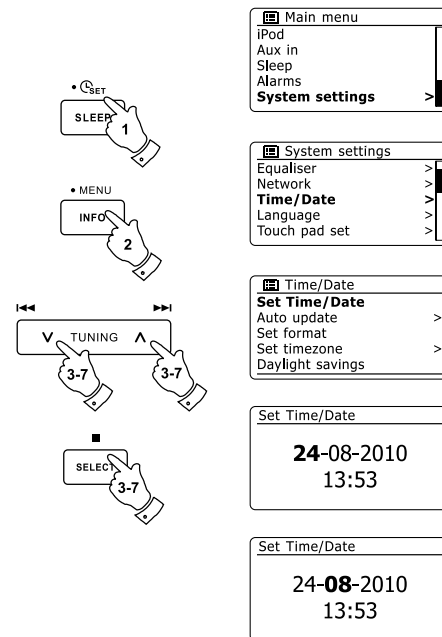 • SET
SLEEP
1
• MENU
INFO
2
TUNING
3-7
3-7
SELECT
3-7
Main menu
iPod
Aux in
Sleep
Alarms
System settings >
System settings
Equaliser >
Network >
Time/Date >
Language >
Touch pad set >
Time/Date
Set Time/Date
Auto update >
Set format
Set timezone >
Daylight savings
Set Time/Date
24-08-2010
13:53
Set Time/Date
24-08-2010
13:53